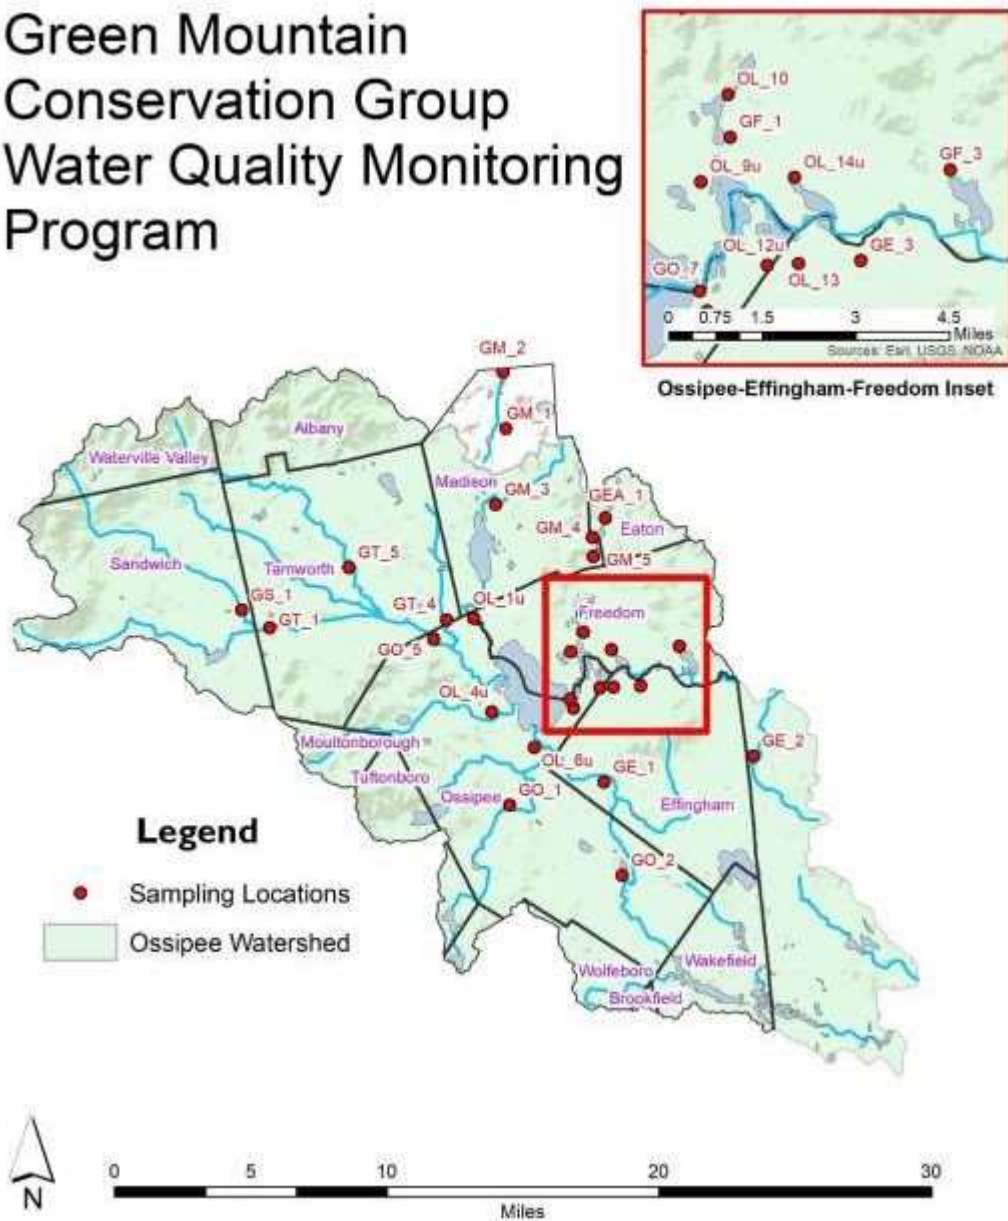 Green Mountain
Conservation Group
Water Quality Monitoring
Program
OL_10
GF_1
GF_3
OL_9u
OL_14u
OL_12u
GE_3
GO_7
OL_13
0 0.75 1.5 3 4.5
Miles
Sources: Esri, USGS, NOAA
Ossipee-Effingham-Freedom Inset
GM_2
GM_1
Albany
Waterville Valley
Madison
GM_3
GEA_1
GM_4
Eaton
GM_5
GT_5
Sandwich
Tamworth
GS_1
GT_1
GT_4
OL_1u
Freedom
GO_5
OL_4u
Moultonborough
Tuftonboro
OL_6u
GE_1
GE_2
Ossipee
GO_1
Effingham
GO_2
Wolfeboro
Wakefield
Brookfield
Legend
Sampling Locations
Ossipee Watershed
N
0 5 10 20 30
Miles